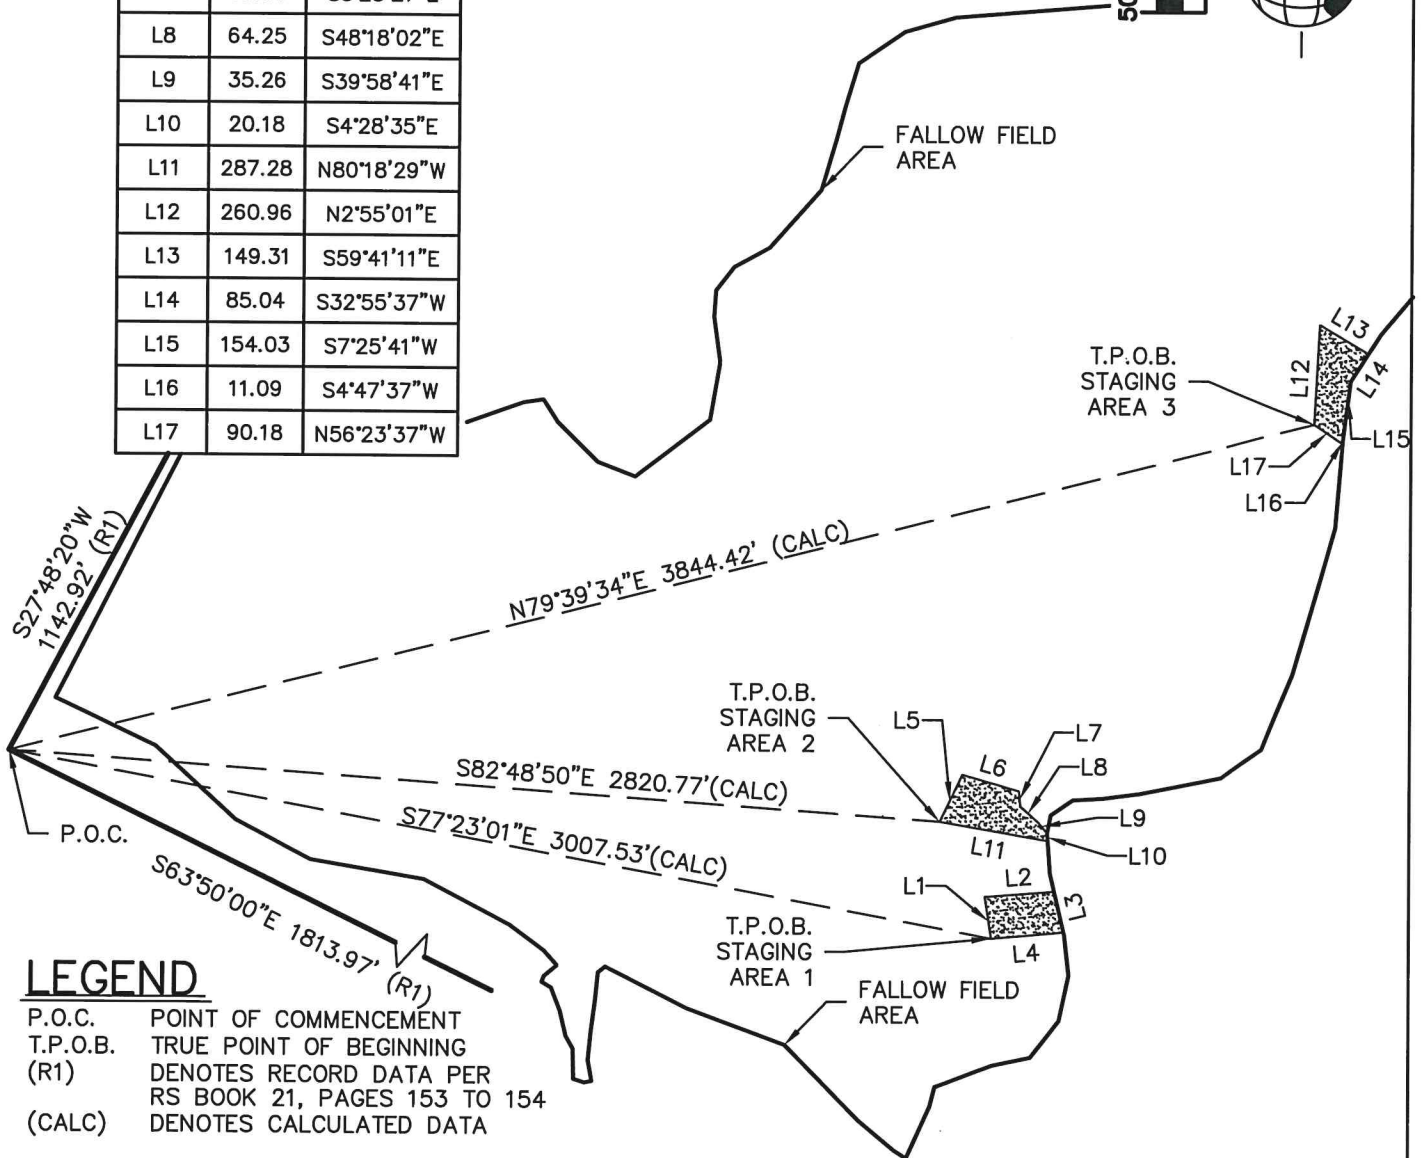 L8 64.25 S48°18'02"E
L9 35.26 S39°58'41"E
L10 20.18 S4°28'35"E
L11 287.28 N80°18'29"W
L12 260.96 N2°55'01"E
L13 149.31 S59°41'11"E
L14 85.04 S32°55'37"W
L15 154.03 S7°25'41"W
L16 11.09 S4°47'37"W
L17 90.18 N56°23'37"W
50
FALLOW FIELD
AREA
T.P.O.B.
STAGING
AREA 3
L12
L13
L14
L15
L17
L16
S27°48'20"W
1142.92' (R1)
N79°39'34"E 3844.42' (CALC)
T.P.O.B.
STAGING
AREA 2
L5
L6
L7
L8
L9
L10
L11
S82°48'50"E 2820.77'(CALC)
S77°23'01"E 3007.53'(CALC)
P.O.C.
S63°50'00"E 1813.97' (R1)
L1
L2
L3
L4
T.P.O.B.
STAGING
AREA 1
FALLOW FIELD
AREA
LEGEND
P.O.C. POINT OF COMMENCEMENT
T.P.O.B. TRUE POINT OF BEGINNING
(R1) DENOTES RECORD DATA PER
RS BOOK 21, PAGES 153 TO 154
(CALC) DENOTES CALCULATED DATA